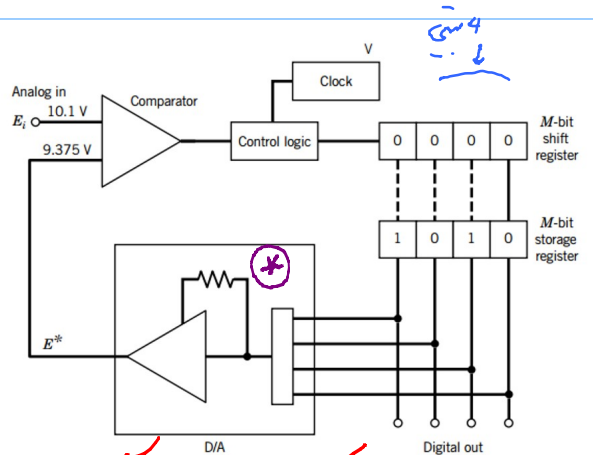 V
Clock
Analog in
10.1 V
Comparator
E_i
Control logic
0 0 0 0
M-bit
shift
register
9.375 V
1 0 1 0
M-bit
storage
register
E*
D/A
Digital out